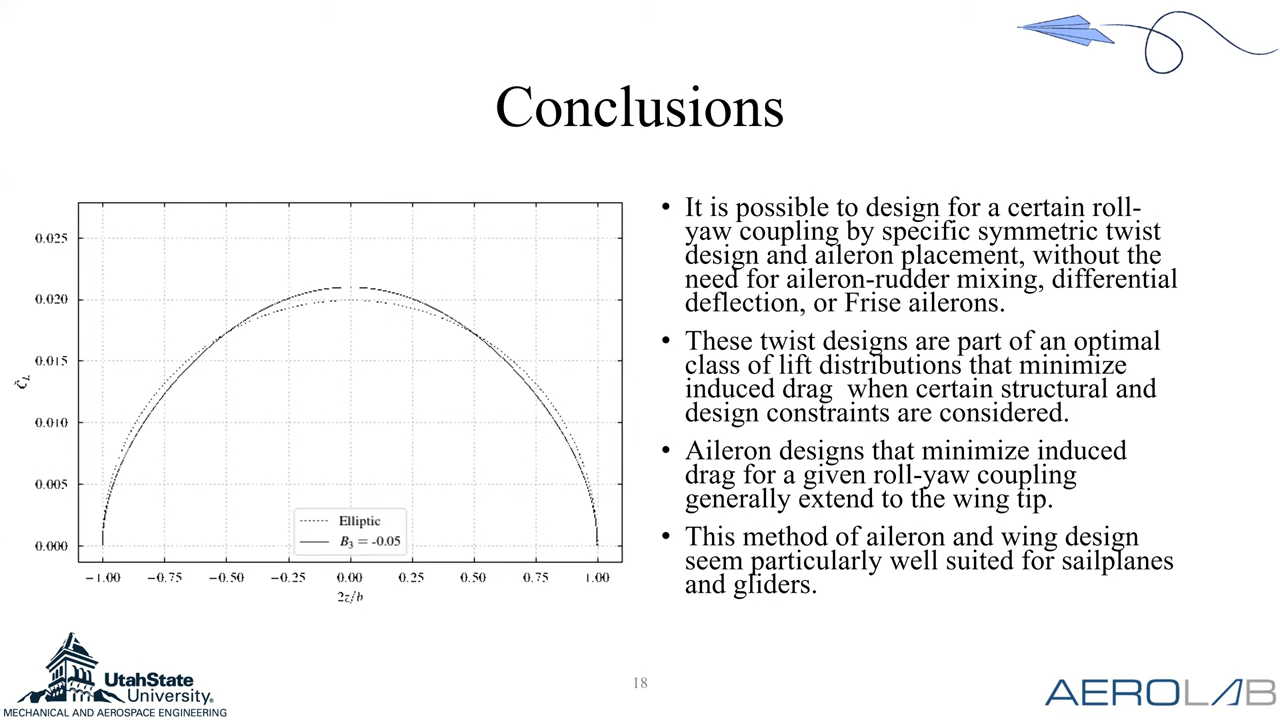 Conclusions
0.025
0.020
0.015
0.010
0.005
0.000
C̃L
−1.00 −0.75 −0.50 −0.25 0.00 0.25 0.50 0.75 1.00
2z/b
Elliptic
B3 = -0.05
• It is possible to design for a certain roll-
yaw coupling by specific symmetric twist
design and aileron placement, without the
need for aileron-rudder mixing, differential
deflection, or Frise ailerons.
• These twist designs are part of an optimal
class of lift distributions that minimize
induced drag  when certain structural and
design constraints are considered.
• Aileron designs that minimize induced
drag for a given roll-yaw coupling
generally extend to the wing tip.
• This method of aileron and wing design
seem particularly well suited for sailplanes
and gliders.
UtahState
University.
MECHANICAL AND AEROSPACE ENGINEERING
18
AEROLAB